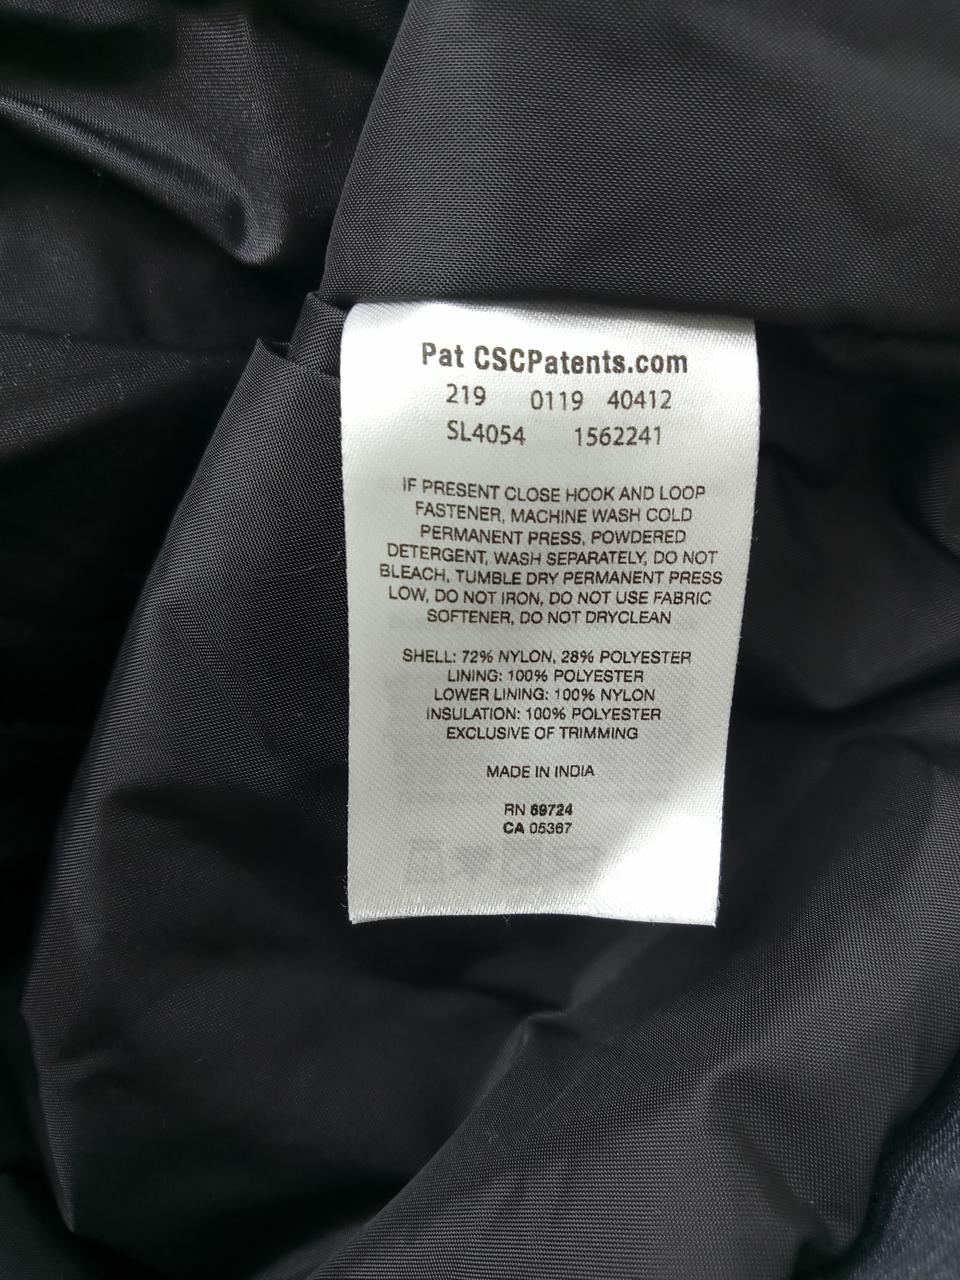 Pat CSCPatents.com
219 0119 40412
SL4054 1562241
IF PRESENT CLOSE HOOK AND LOOP
FASTENER, MACHINE WASH COLD
PERMANENT PRESS, POWDERED
DETERGENT, WASH SEPARATELY, DO NOT
BLEACH, TUMBLE DRY PERMANENT PRESS
LOW, DO NOT IRON, DO NOT USE FABRIC
SOFTENER, DO NOT DRYCLEAN
SHELL: 72% NYLON, 28% POLYESTER
LINING: 100% POLYESTER
LOWER LINING: 100% NYLON
INSULATION: 100% POLYESTER
EXCLUSIVE OF TRIMMING
MADE IN INDIA
RN 69724
CA 05367